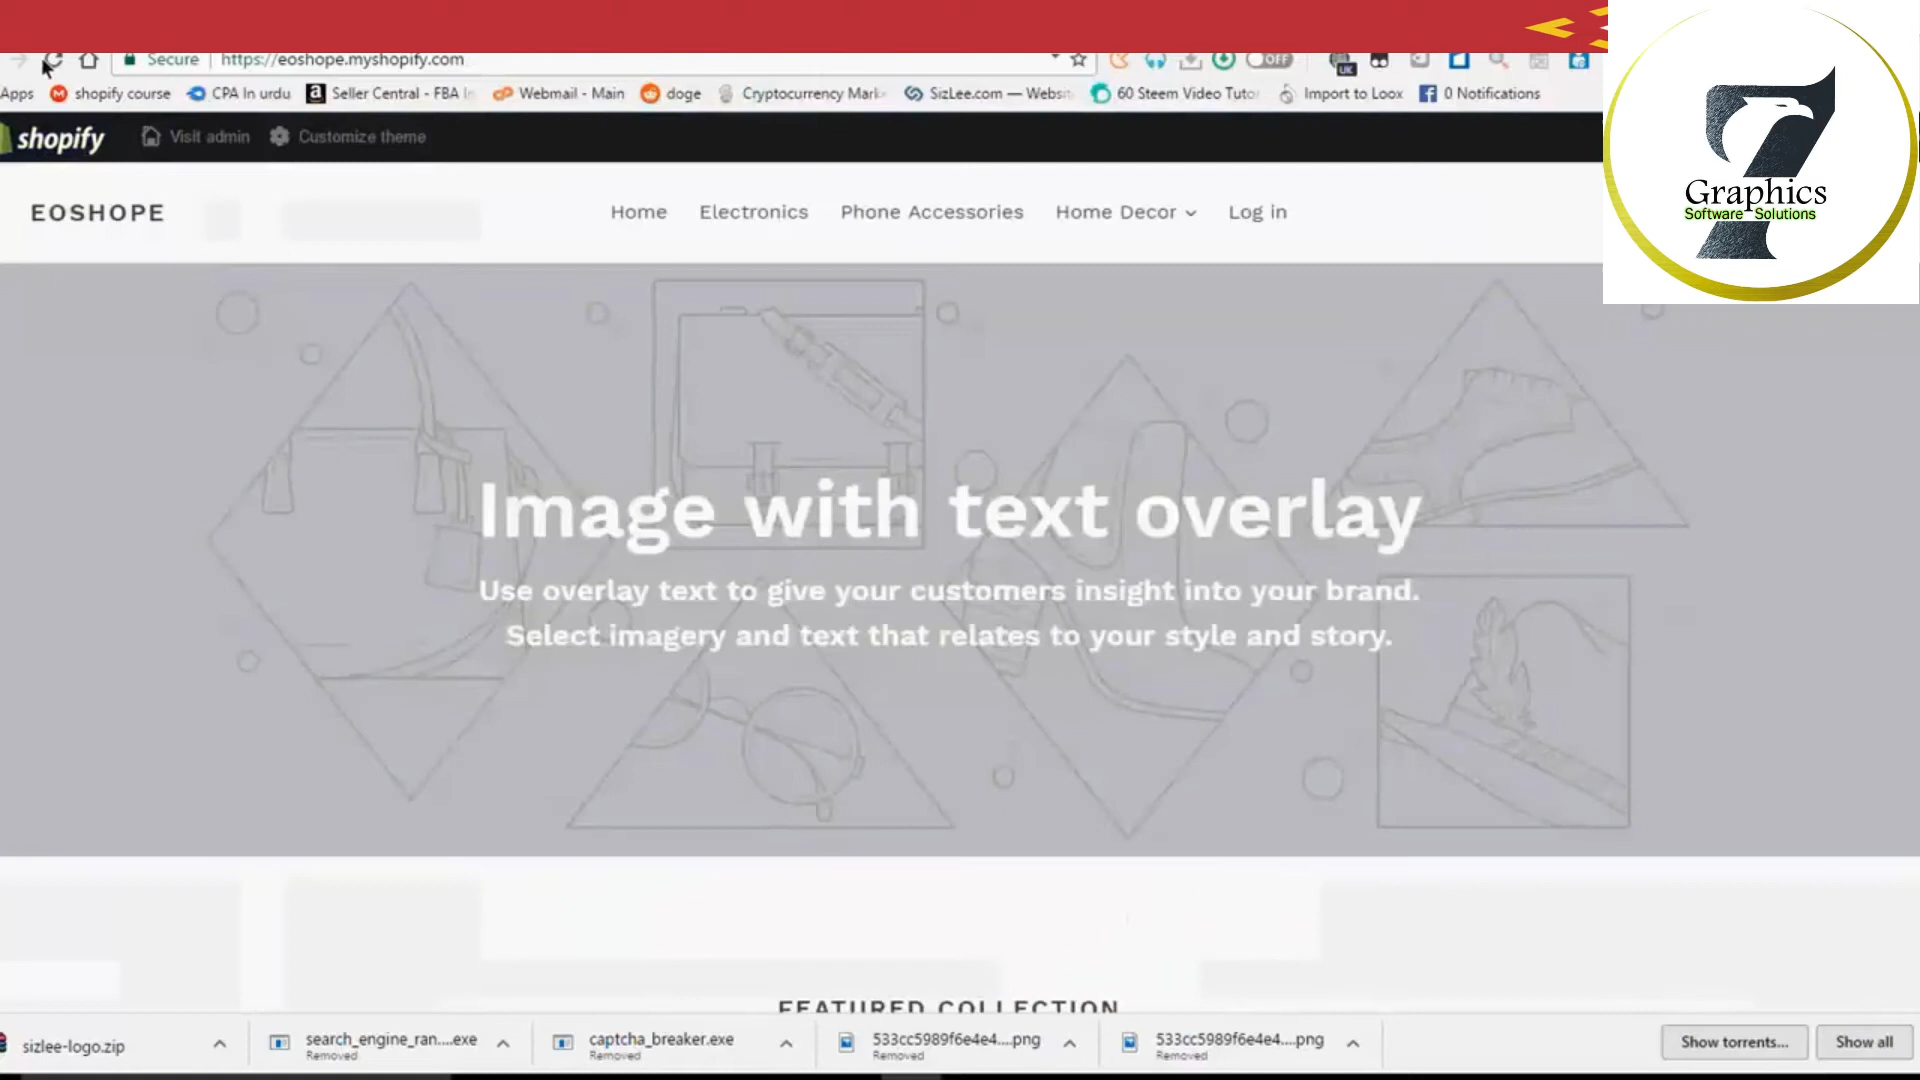 Secure | https://eoshope.myshopify.com
OFF
UK
Apps shopify course CPA In urdu Seller Central - FBA Webmail - Main doge Cryptocurrency Mark SizLee.com — Websit 60 Steem Video Tuto Import to Loox 0 Notifications
shopify Visit admin Customize theme
7
Graphics
Software Solutions
EOSHOPE Home Electronics Phone Accessories Home Decor Log in
Image with text overlay
Use overlay text to give your customers insight into your brand.
Select imagery and text that relates to your style and story.
FEATURED COLLECTION
sizlee-logo.zip search_engine_ran....exe captcha_breaker.exe 533cc5989f6e4e4....png 533cc5989f6e4e4....png Show torrents... Show all
Removed Removed Removed Removed